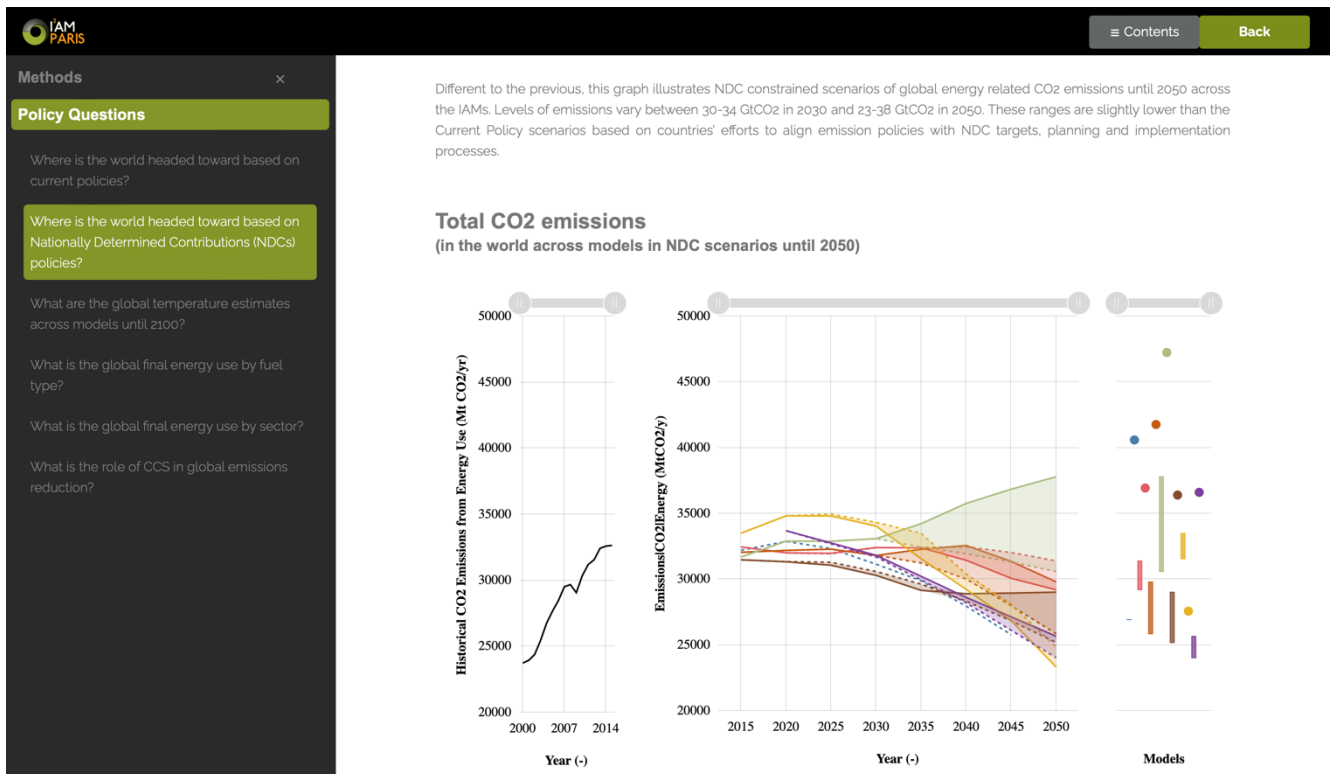 I²AM
PARIS
≡ Contents
Back
Methods
×
Policy Questions
Where is the world headed toward based on
current policies?
Where is the world headed toward based on
Nationally Determined Contributions (NDCs)
policies?
What are the global temperature estimates
across models until 2100?
What is the global final energy use by fuel
type?
What is the global final energy use by sector?
What is the role of CCS in global emissions
reduction?
Different to the previous, this graph illustrates NDC constrained scenarios of global energy related CO2 emissions until 2050 across
the IAMs. Levels of emissions vary between 30-34 GtCO2 in 2030 and 23-38 GtCO2 in 2050. These ranges are slightly lower than the
Current Policy scenarios based on countries' efforts to align emission policies with NDC targets, planning and implementation
processes.
Total CO2 emissions
(in the world across models in NDC scenarios until 2050)
Historical CO2 Emissions from Energy Use (Mt CO2/yr)
50000
45000
40000
35000
30000
25000
20000
2000 2007 2014
Year (-)
Emissions|CO2|Energy (MtCO2/y)
50000
45000
40000
35000
30000
25000
20000
2015 2020 2025 2030 2035 2040 2045 2050
Year (-)
Models